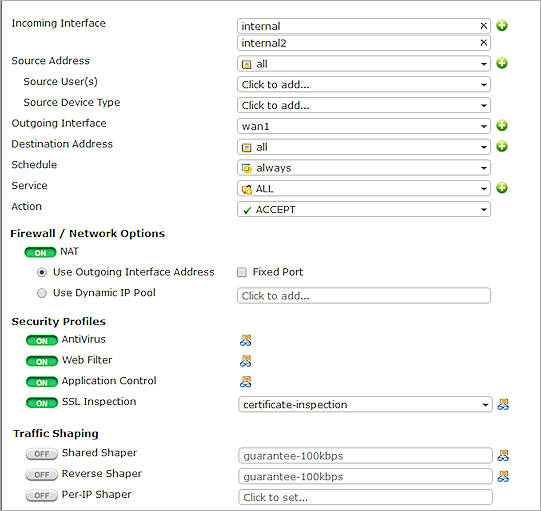 Incoming Interface internal
internal2
Source Address all
Source User(s) Click to add...
Source Device Type Click to add...
Outgoing Interface wan1
Destination Address all
Schedule always
Service ALL
Action ACCEPT
Firewall / Network Options
ON NAT
Use Outgoing Interface Address Fixed Port
Use Dynamic IP Pool Click to add...
Security Profiles
ON AntiVirus
ON Web Filter
ON Application Control
ON SSL Inspection certificate-inspection
Traffic Shaping
OFF Shared Shaper guarantee-100kbps
OFF Reverse Shaper guarantee-100kbps
OFF Per-IP Shaper Click to set...